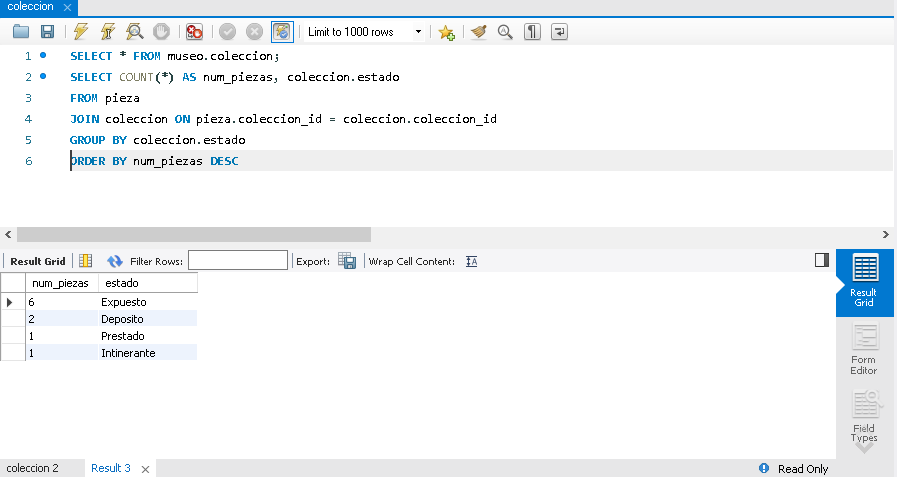 coleccion
Limit to 1000 rows
1 SELECT * FROM museo.coleccion;
2 SELECT COUNT(*) AS num_piezas, coleccion.estado
3 FROM pieza
4 JOIN coleccion ON pieza.coleccion_id = coleccion.coleccion_id
5 GROUP BY coleccion.estado
6 ORDER BY num_piezas DESC
Result Grid Filter Rows: Export: Wrap Cell Content:
num_piezas estado
6 Expuesto
2 Deposito
1 Prestado
1 Intinerante
Result
Grid
Form
Editor
Field
Types
coleccion 2 Result 3 Read Only